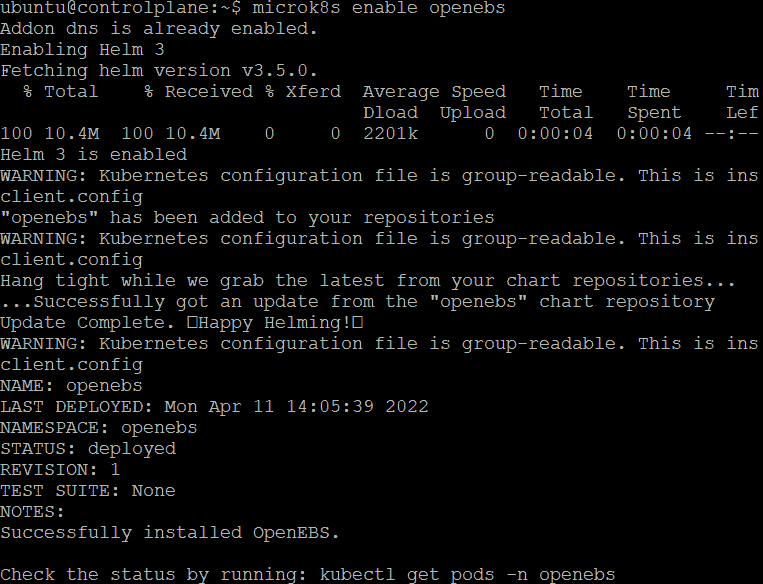 ubuntu@controlplane:~$ microk8s enable openebs
Addon dns is already enabled.
Enabling Helm 3
Fetching helm version v3.5.0.
  % Total    % Received % Xferd  Average Speed   Time    Time     Tim
                                 Dload  Upload   Total   Spent    Lef
100 10.4M  100 10.4M    0     0  2201k      0  0:00:04  0:00:04 --:--
Helm 3 is enabled
WARNING: Kubernetes configuration file is group-readable. This is ins
client.config
"openebs" has been added to your repositories
WARNING: Kubernetes configuration file is group-readable. This is ins
client.config
Hang tight while we grab the latest from your chart repositories...
...Successfully got an update from the "openebs" chart repository
Update Complete. ⎕Happy Helming!⎕
WARNING: Kubernetes configuration file is group-readable. This is ins
client.config
NAME: openebs
LAST DEPLOYED: Mon Apr 11 14:05:39 2022
NAMESPACE: openebs
STATUS: deployed
REVISION: 1
TEST SUITE: None
NOTES:
Successfully installed OpenEBS.
Check the status by running: kubectl get pods -n openebs